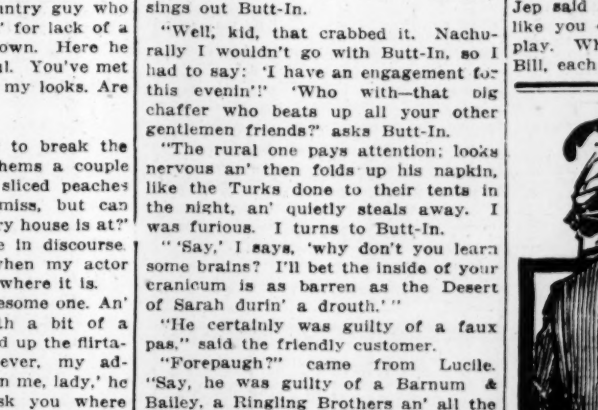 untry guy who
' for lack of a
own. Here he
ul. You've met
my looks. Are
to break the
hems a couple
sliced peaches
miss, but can
ry house is at?'
e in discourse.
when my actor
where it is.
esome one. An'
th a bit of a
d up the flirta-
ever, my ad-
n me, lady,' he
sk you where
sings out Butt-In.
"Well, kid, that crabbed it. Nachu-
rally I wouldn't go with Butt-In, so I
had to say: 'I have an engagement for
this evenin'!' 'Who with—that big
chaffer who beats up all your other
gentlemen friends?' asks Butt-In.
"The rural one pays attention; looks
nervous an' then folds up his napkin,
like the Turks done to their tents in
the night, an' quietly steals away. I
was furious. I turns to Butt-In.
"'Say,' I says, 'why don't you learn
some brains? I'll bet the inside of your
cranicum is as barren as the Desert
of Sarah durin' a drouth.'"
"He certainly was guilty of a faux
pas," said the friendly customer.
"Forepaugh?" came from Lucile.
"Say, he was guilty of a Barnum &
Bailey, a Ringling Brothers an' all the
Jep said
like you
play. Wh
Bill, each